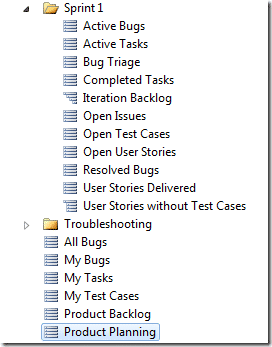 Sprint 1
Active Bugs
Active Tasks
Bug Triage
Completed Tasks
Iteration Backlog
Open Issues
Open Test Cases
Open User Stories
Resolved Bugs
User Stories Delivered
User Stories without Test Cases
Troubleshooting
All Bugs
My Bugs
My Tasks
My Test Cases
Product Backlog
Product Planning